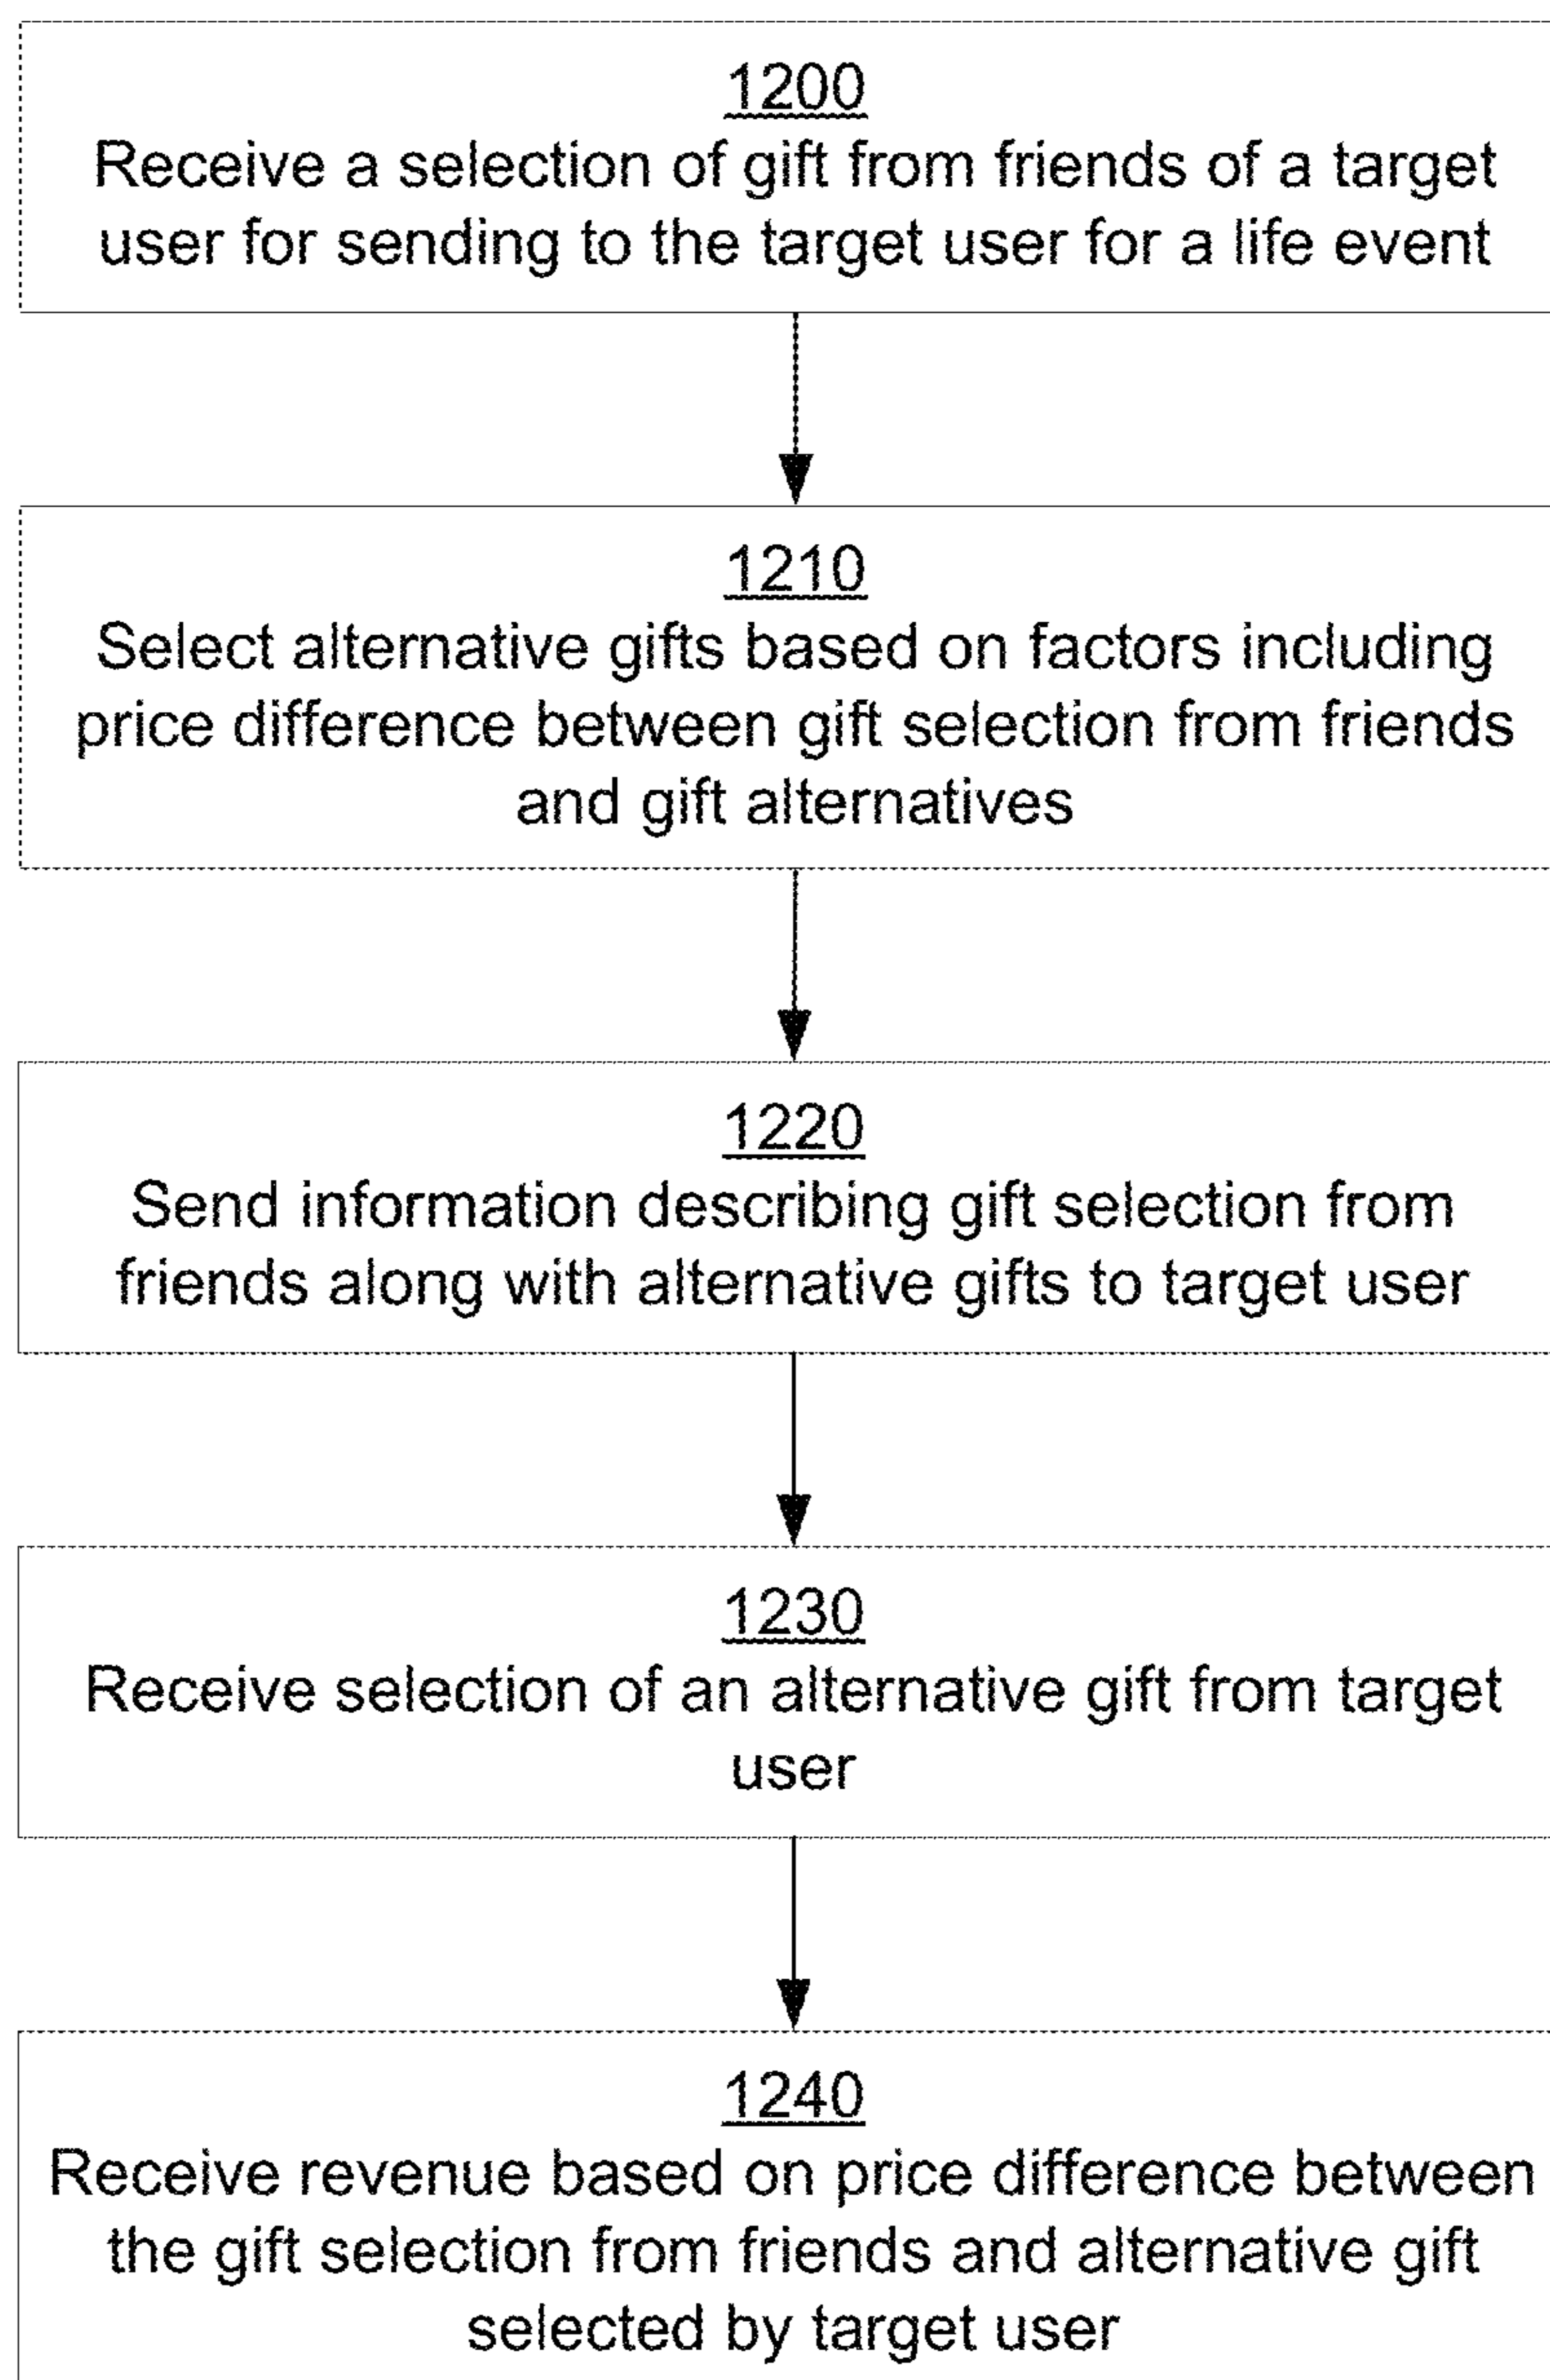 1200
Receive a selection of gift from friends of a target
user for sending to the target user for a life event
1210
Select alternative gifts based on factors including
price difference between gift selection from friends
and gift alternatives
1220
Send information describing gift selection from
friends along with alternative gifts to target user
1230
Receive selection of an alternative gift from target
user
1240
Receive revenue based on price difference between
the gift selection from friends and alternative gift
selected by target user